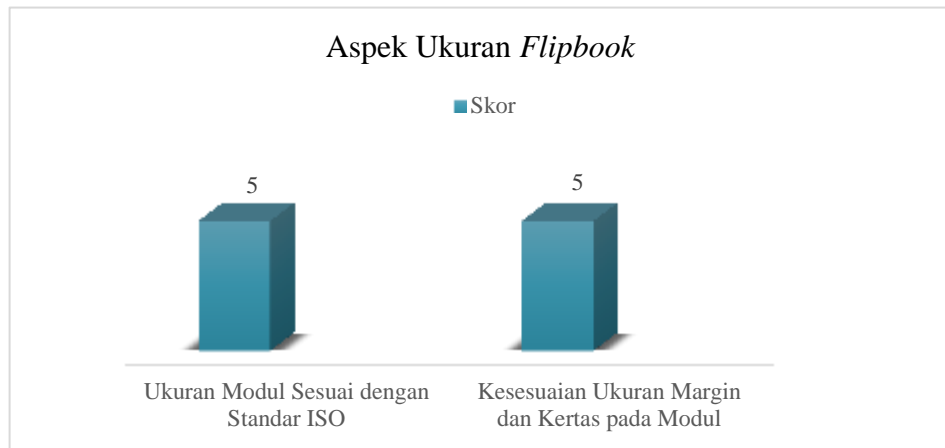 Aspek Ukuran Flipbook
Skor
5
5
Ukuran Modul Sesuai dengan
Standar ISO
Kesesuaian Ukuran Margin
dan Kertas pada Modul